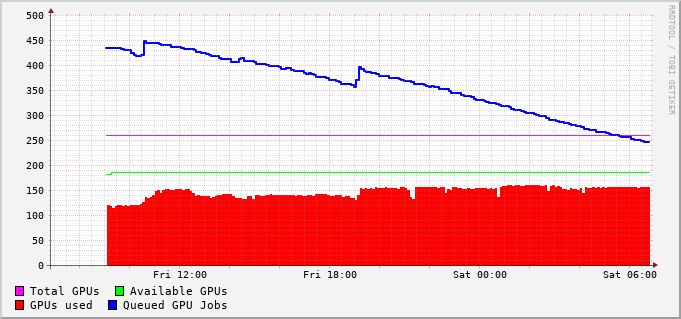 500
450
400
350
300
250
200
150
100
50
0
Fri 12:00 Fri 18:00 Sat 00:00 Sat 06:00
Total GPUs Available GPUs
GPUs used Queued GPU Jobs
RRDTOOL / TOBI OETIKER